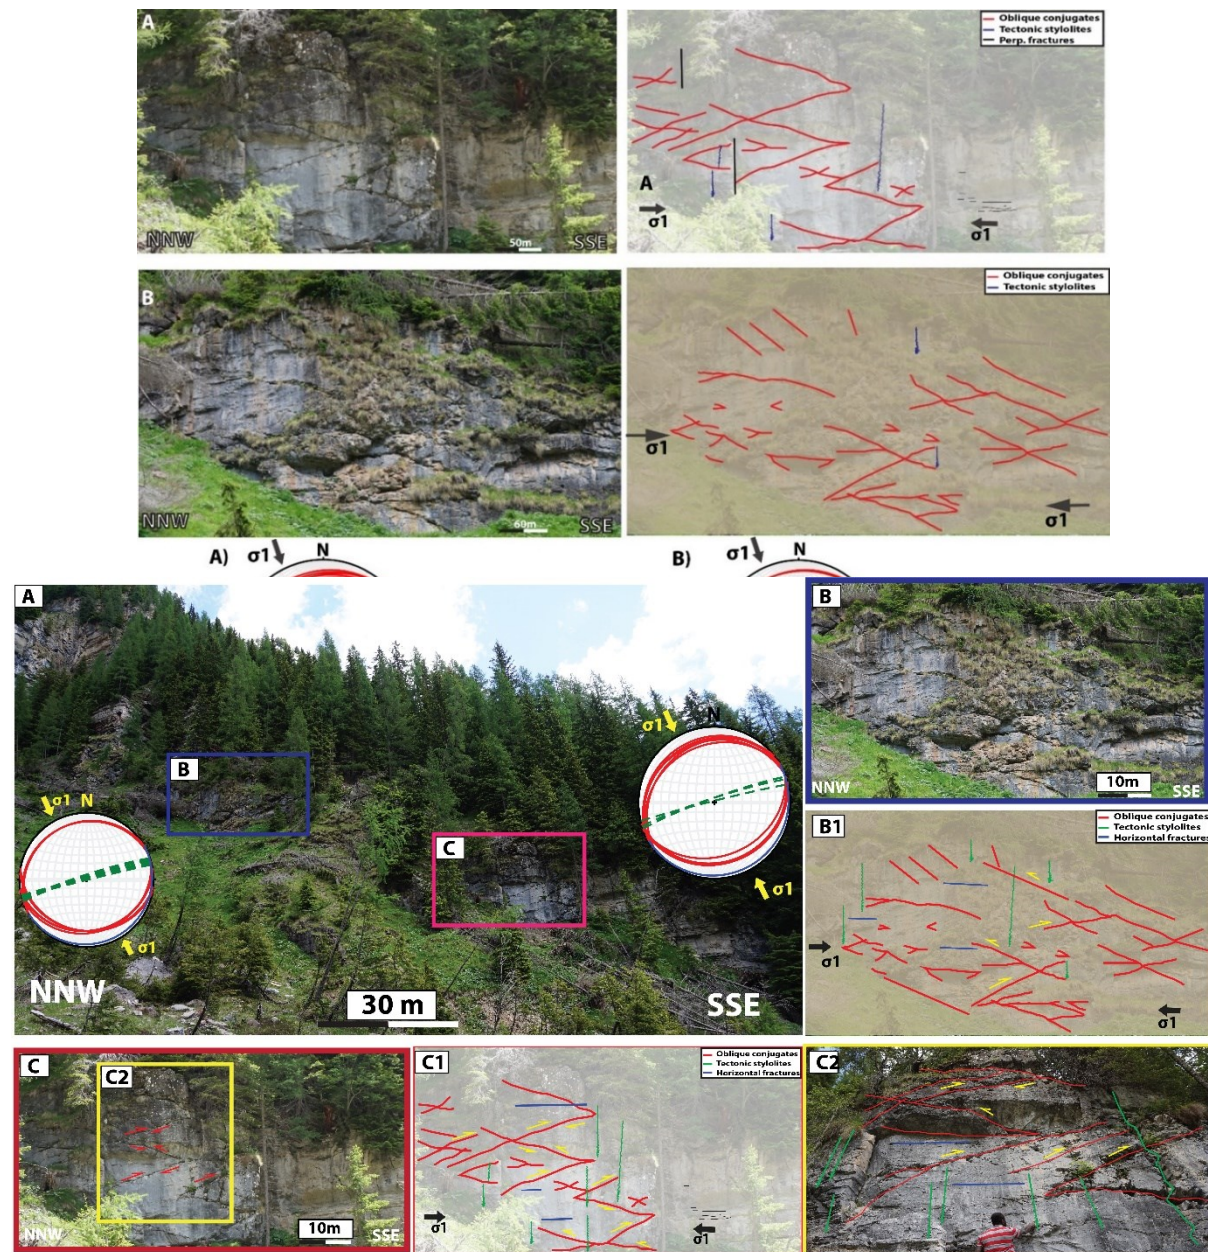 A
NNW
50m
SSE
Oblique conjugates
Tectonic stylolites
Perp. fractures
A
σ1
σ1
B
NNW
60m
SSE
Oblique conjugates
Tectonic stylolites
σ1
σ1
A) σ1 N
B) σ1 N
A
B
C
σ1 N
σ1
N
σ1
σ1
NNW
30 m
SSE
B
10m
NNW
SSE
B1
Oblique conjugates
Tectonic stylolites
Horizontal fractures
σ1
σ1
C
C2
10m
NNW
SSE
C1
Oblique conjugates
Tectonic stylolites
Horizontal fractures
σ1
σ1
C2